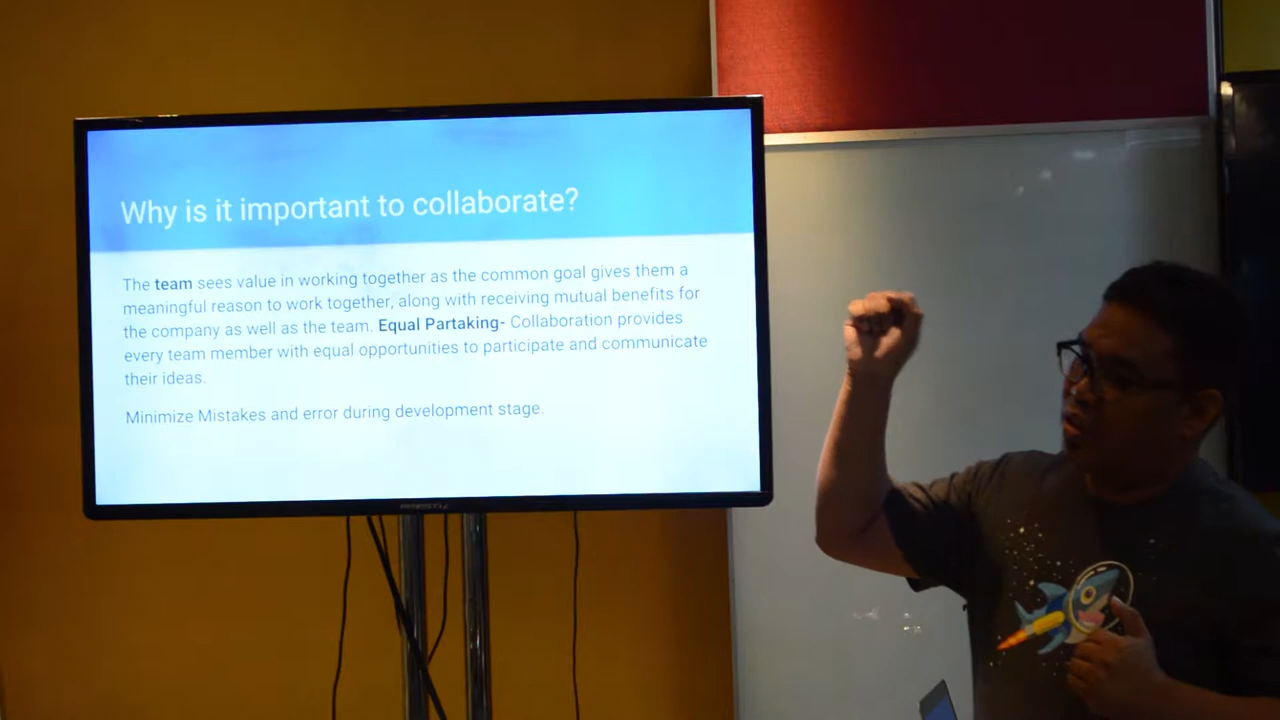 Why is it important to collaborate?
The team sees value in working together as the common goal gives them a
meaningful reason to work together, along with receiving mutual benefits for
the company as well as the team. Equal Partaking- Collaboration provides
every team member with equal opportunities to participate and communicate
their ideas.
Minimize Mistakes and error during development stage.